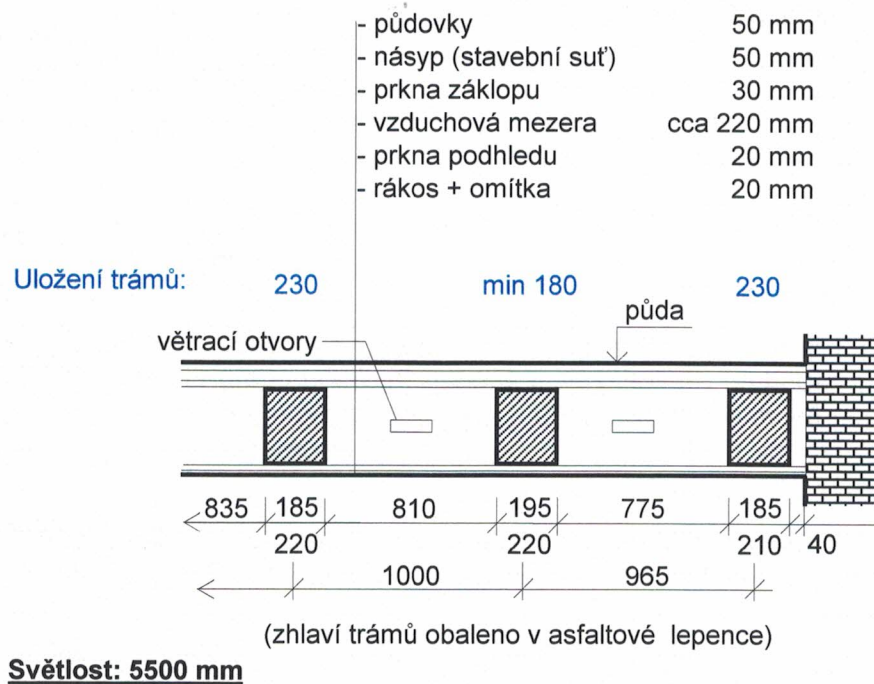 - půdovky 50 mm
- násyp (stavební suť) 50 mm
- prkna záklopu 30 mm
- vzduchová mezera cca 220 mm
- prkna podhledu 20 mm
- rákos + omítka 20 mm
Uložení trámů: 230 min 180 230
půda
větrací otvory
835 185 810 195 775 185
220 220 210 40
1000 965
(zhlaví trámů obaleno v asfaltové lepence)
Světlost: 5500 mm